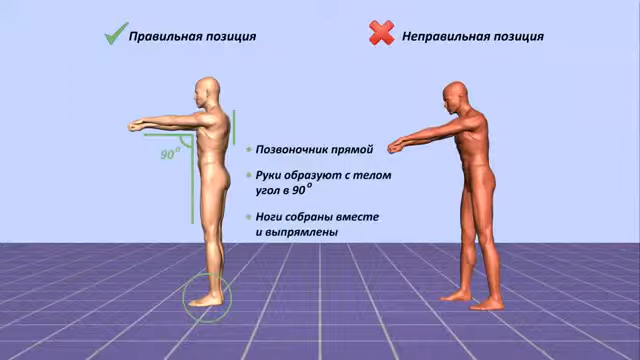 Правильная позиция
Неправильная позиция
90°
Позвоночник прямой
Руки образуют с телом
угол в 90°
Ноги собраны вместе
и выпрямлены